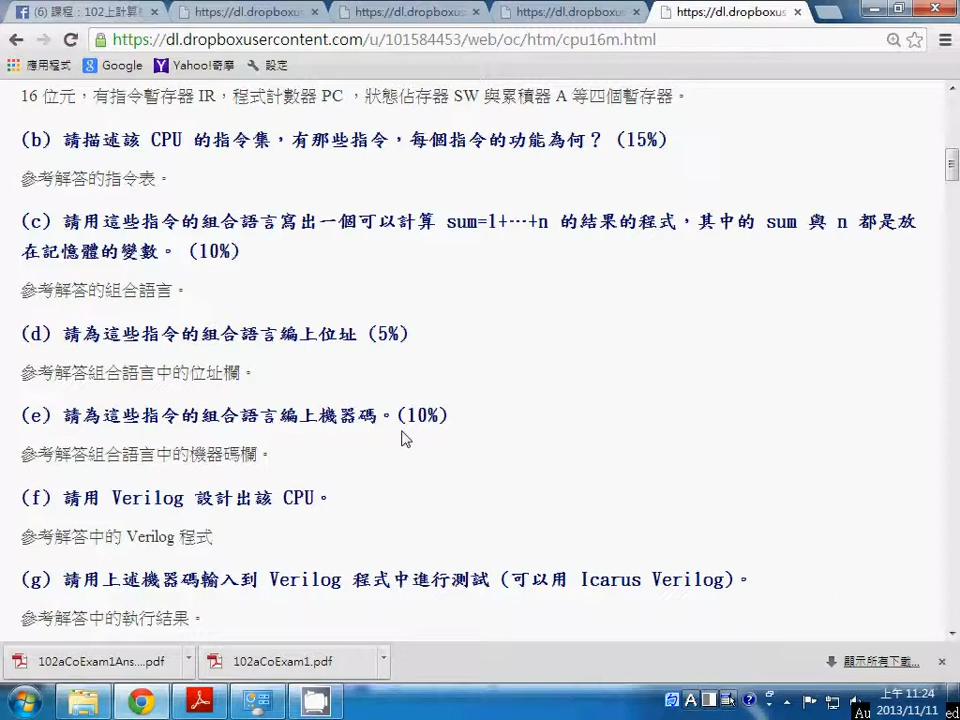 (6) 課程：102上計算
https://dl.dropboxus
https://dl.dropboxus
https://dl.dropboxus
https://dl.dropboxus
https://dl.dropboxusercontent.com/u/101584453/web/oc/htm/cpu16m.html
應用程式 Google Yahoo!奇摩 設定
16 位元，有指令暫存器 IR，程式計數器 PC ，狀態佔存器 SW 與累積器 A 等四個暫存器。
(b) 請描述該 CPU 的指令集，有那些指令，每個指令的功能為何？ (15%)
參考解答的指令表。
(c) 請用這些指令的組合語言寫出一個可以計算 sum=1+…+n 的結果的程式，其中的 sum 與 n 都是放
在記憶體的變數。 (10%)
參考解答的組合語言。
(d) 請為這些指令的組合語言編上位址 (5%)
參考解答組合語言中的位址欄。
(e) 請為這些指令的組合語言編上機器碼。(10%)
參考解答組合語言中的機器碼欄。
(f) 請用 Verilog 設計出該 CPU。
參考解答中的 Verilog 程式
(g) 請用上述機器碼輸入到 Verilog 程式中進行測試 (可以用 Icarus Verilog)。
參考解答中的執行結果。
102aCoExam1Ans....pdf
102aCoExam1.pdf
顯示所有下載...
上午 11:24
2013/11/11